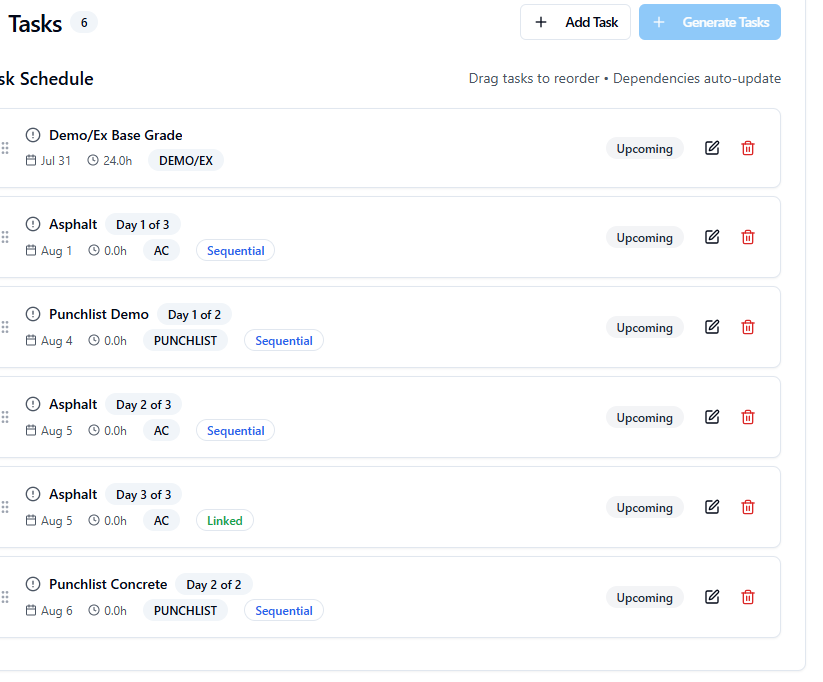 Tasks 6
+ Add Task
+ Generate Tasks
sk Schedule
Drag tasks to reorder • Dependencies auto-update
Demo/Ex Base Grade
Jul 31 24.0h DEMO/EX
Upcoming
Asphalt Day 1 of 3
Aug 1 0.0h AC Sequential
Upcoming
Punchlist Demo Day 1 of 2
Aug 4 0.0h PUNCHLIST Sequential
Upcoming
Asphalt Day 2 of 3
Aug 5 0.0h AC Sequential
Upcoming
Asphalt Day 3 of 3
Aug 5 0.0h AC Linked
Upcoming
Punchlist Concrete Day 2 of 2
Aug 6 0.0h PUNCHLIST Sequential
Upcoming